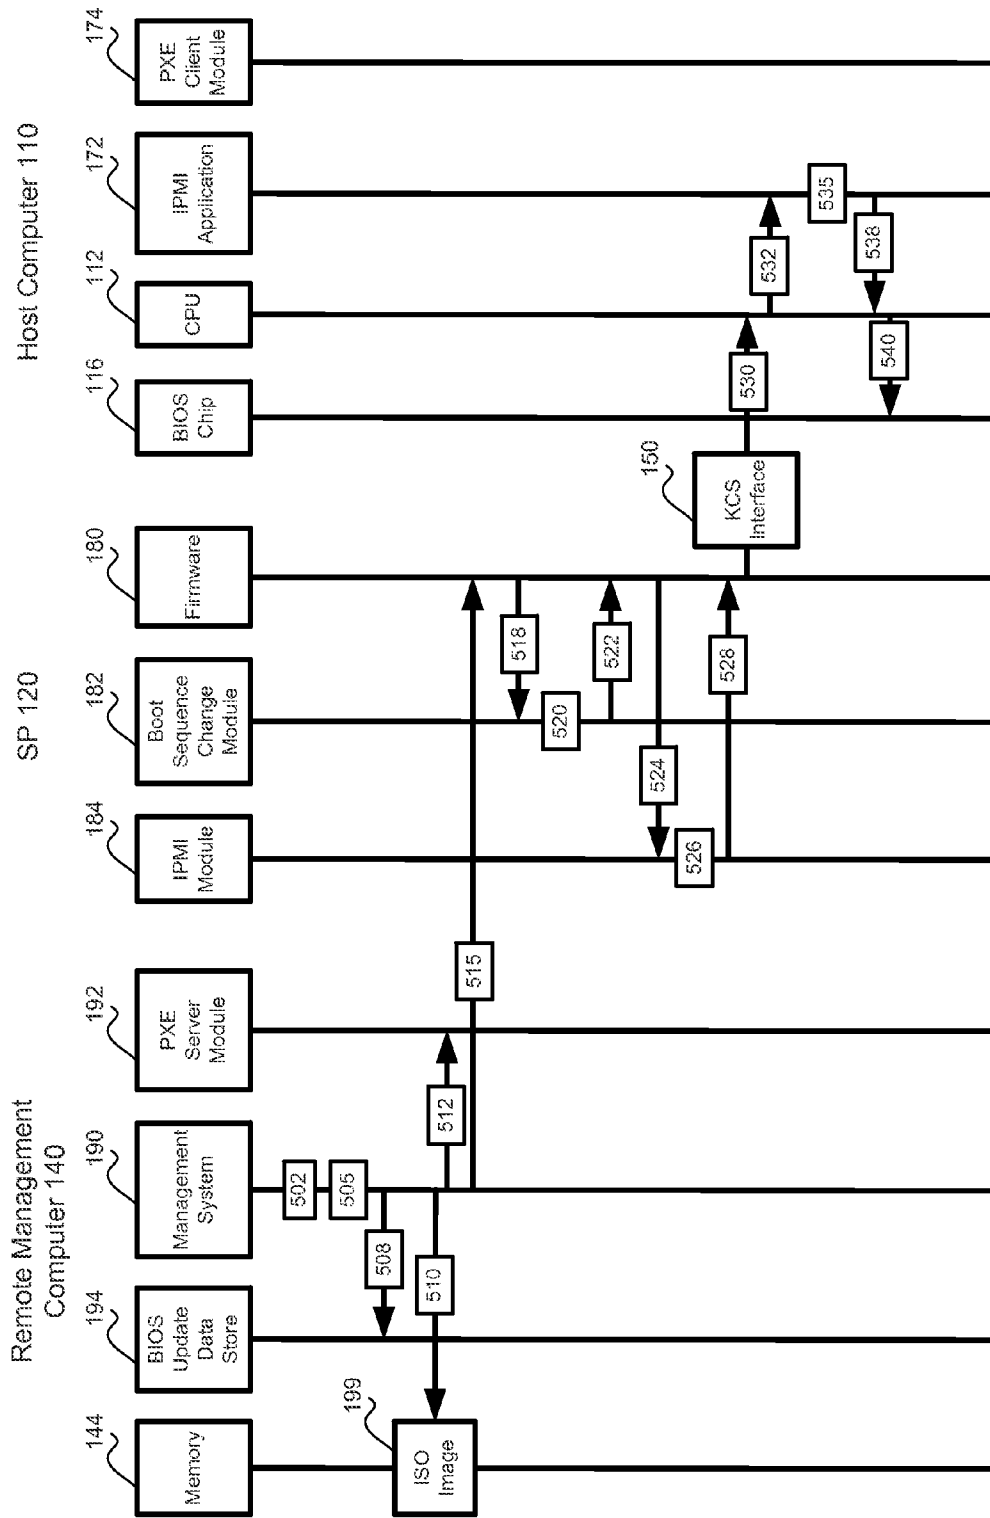 Remote Management
Computer 140
SP 120
Host Computer 110
144
194
190
192
184
182
180
116
112
172
174
Memory
BIOS
Update
Data
Store
Management
System
PXE
Server
Module
IPMI
Module
Boot
Sequence
Change
Module
Firmware
BIOS
Chip
CPU
IPMI
Application
PXE
Client
Module
502
505
508
199
ISO
Image
510
512
515
518
520
522
524
526
528
150
KCS
Interface
530
532
535
538
540